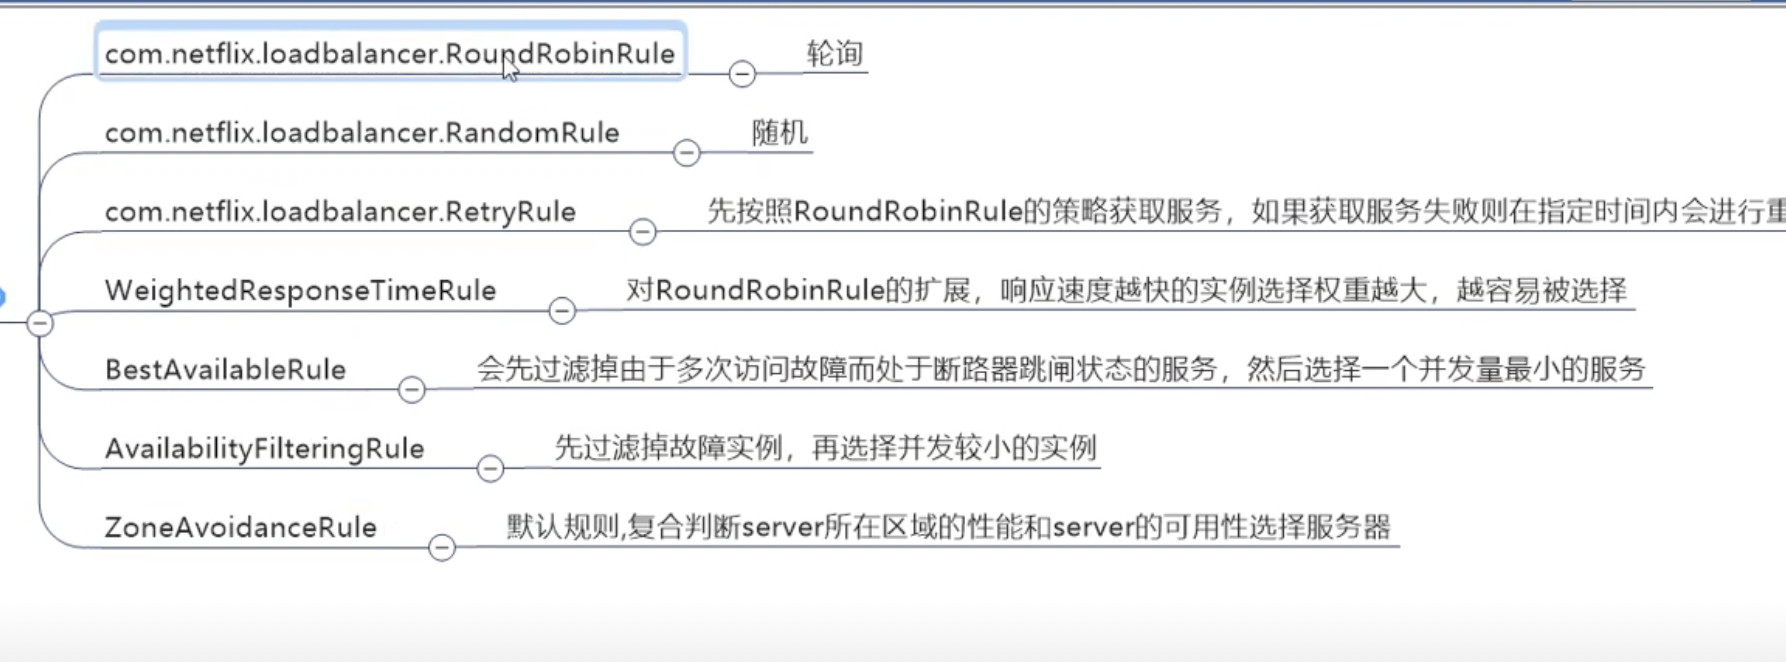 com.netflix.loadbalancer.RoundRobinRule 轮询
com.netflix.loadbalancer.RandomRule 随机
com.netflix.loadbalancer.RetryRule 先按照RoundRobinRule的策略获取服务，如果获取服务失败则在指定时间内会进行重
WeightedResponseTimeRule 对RoundRobinRule的扩展，响应速度越快的实例选择权重越大，越容易被选择
BestAvailableRule 会先过滤掉由于多次访问故障而处于断路器跳闸状态的服务，然后选择一个并发量最小的服务
AvailabilityFilteringRule 先过滤掉故障实例，再选择并发较小的实例
ZoneAvoidanceRule 默认规则,复合判断server所在区域的性能和server的可用性选择服务器